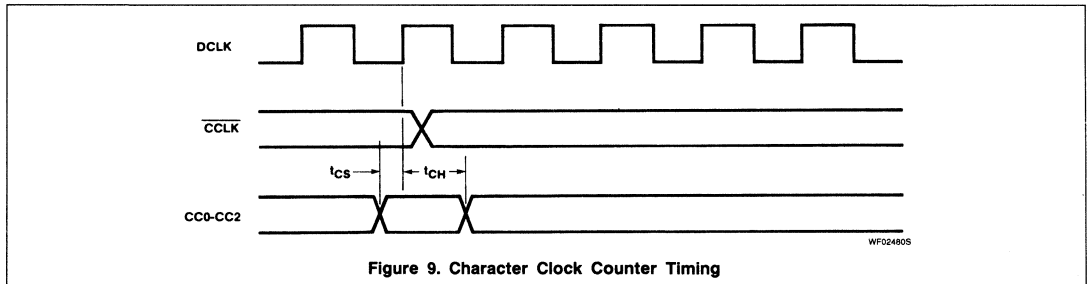 DCLK
CCLK
tCS
tCH
CC0-CC2
WF02480S
Figure 9. Character Clock Counter Timing